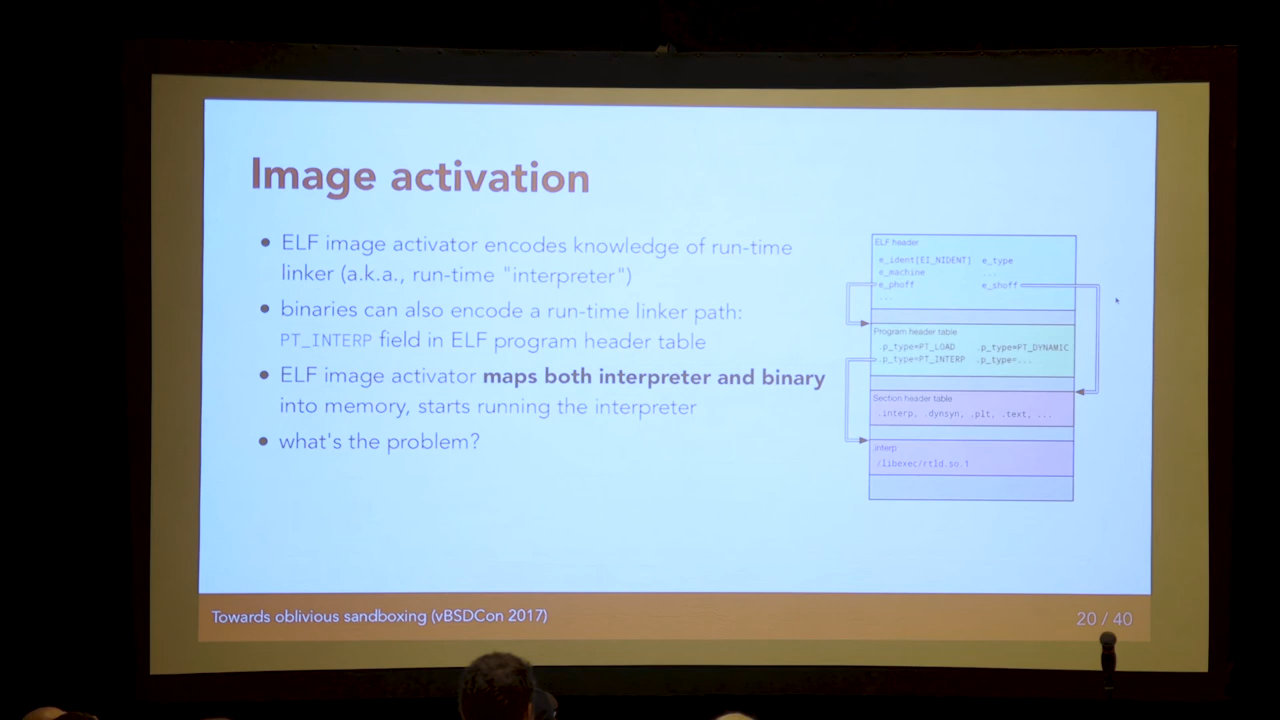 Image activation
• ELF image activator encodes knowledge of run-time
linker (a.k.a., run-time "interpreter")
• binaries can also encode a run-time linker path:
PT_INTERP field in ELF program header table
• ELF image activator maps both interpreter and binary
into memory, starts running the interpreter
• what's the problem?
ELF header
e_ident[EI_NIDENT] e_type
e_machine ...
e_phoff e_shoff
...
Program header table
.p_type=PT_LOAD .p_type=PT_DYNAMIC
.p_type=PT_INTERP .p_type=...
Section header table
.interp, .dynsyn, .plt, .text, ...
.interp
/libexec/rtld.so.1
Towards oblivious sandboxing (vBSDCon 2017)
20 / 40